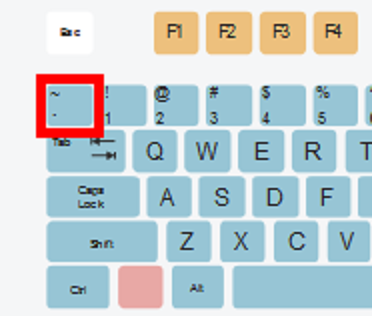 Esc F1 F2 F3 F4
~ ! @ # $ %
` 1 2 3 4 5
Tab Q W E R T
Caps Lock A S D F
Shift Z X C V
Ctrl Alt